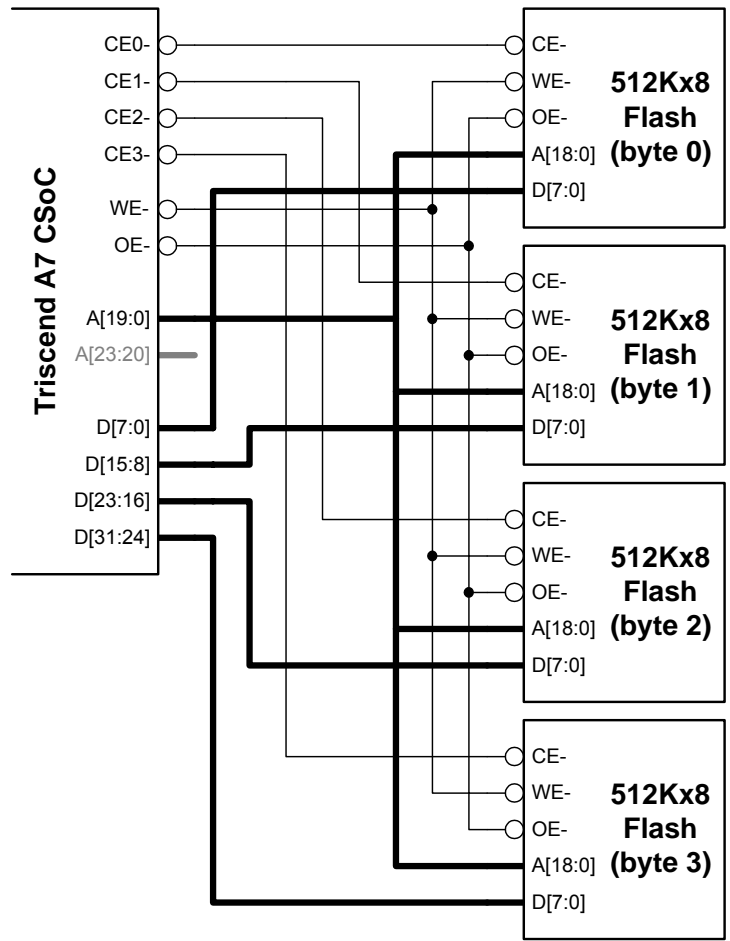 Triscend A7 CSoC
CE0-
CE1-
CE2-
CE3-
WE-
OE-
A[19:0]
A[23:20]
D[7:0]
D[15:8]
D[23:16]
D[31:24]
CE-
WE-
OE-
A[18:0]
D[7:0]
512Kx8
Flash
(byte 0)
CE-
WE-
OE-
A[18:0]
D[7:0]
512Kx8
Flash
(byte 1)
CE-
WE-
OE-
A[18:0]
D[7:0]
512Kx8
Flash
(byte 2)
CE-
WE-
OE-
A[18:0]
D[7:0]
512Kx8
Flash
(byte 3)